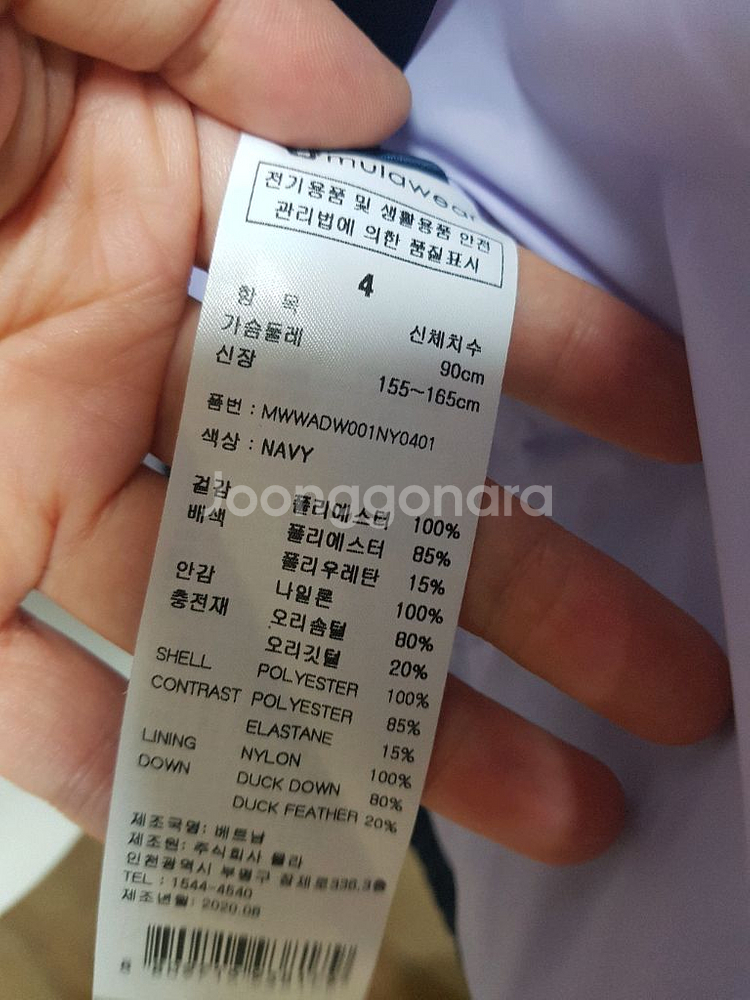 mulawear
전기용품 및 생활용품 안전
관리법에 의한 품질표시
4
항 목 신체치수
가슴둘레 90cm
신장 155~165cm
품번 : MWWADW001NY0401
색상 : NAVY
Joonggonara
겉감 폴리에스터 100%
배색 폴리에스터 85%
폴리우레탄 15%
안감 나일론 100%
충전재 오리솜털 80%
오리깃털 20%
SHELL POLYESTER 100%
CONTRAST POLYESTER 85%
ELASTANE 15%
LINING NYLON 100%
DOWN DUCK DOWN 80%
DUCK FEATHER 20%
제조국명: 베트남
제조원: 주식회사 뮬라
인천광역시 부평구
TEL : 1544-4640
제조년월: 2020.08